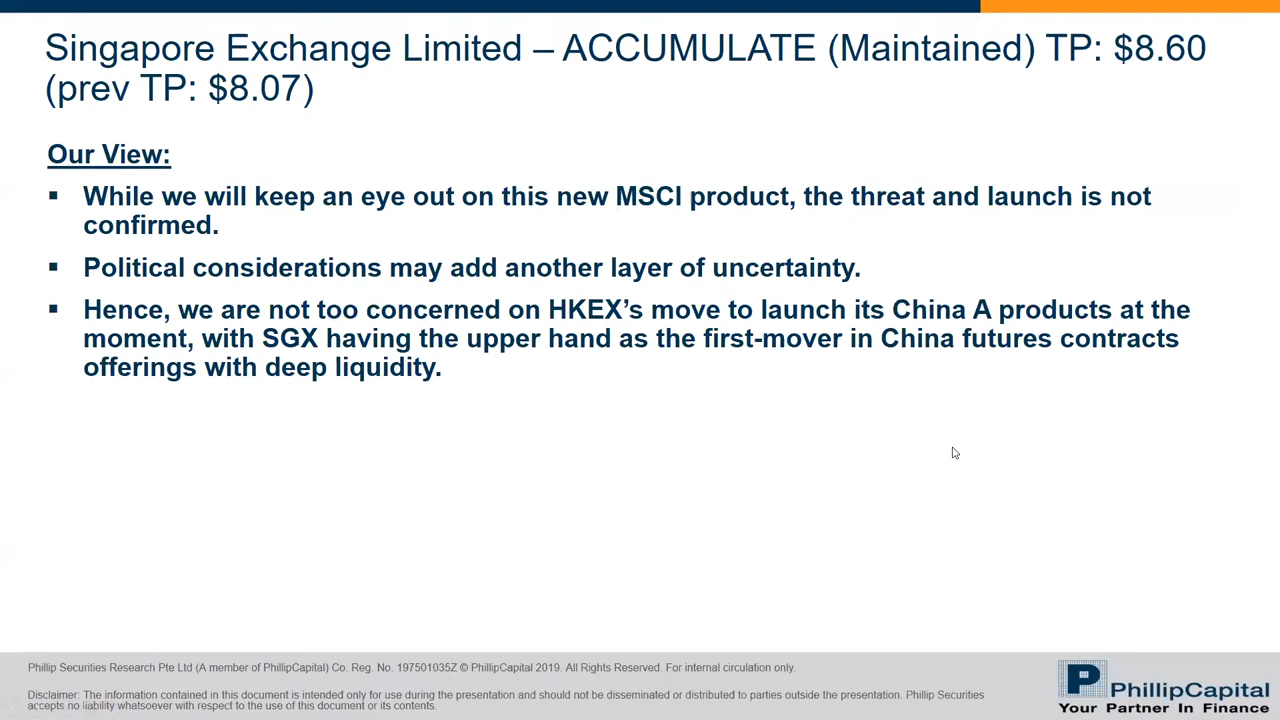 Singapore Exchange Limited – ACCUMULATE (Maintained) TP: $8.60
(prev TP: $8.07)
Our View:
▪ While we will keep an eye out on this new MSCI product, the threat and launch is not
confirmed.
▪ Political considerations may add another layer of uncertainty.
▪ Hence, we are not too concerned on HKEX’s move to launch its China A products at the
moment, with SGX having the upper hand as the first-mover in China futures contracts
offerings with deep liquidity.
Phillip Securities Research Pte Ltd (A member of PhillipCapital) Co. Reg. No. 197501035Z © PhillipCapital 2019. All Rights Reserved. For internal circulation only.
Disclaimer: The information contained in this document is intended only for use during the presentation and should not be disseminated or distributed to parties outside the presentation. Phillip Securities
accepts no liability whatsoever with respect to the use of this document or its contents.
P PhillipCapital
Your Partner In Finance